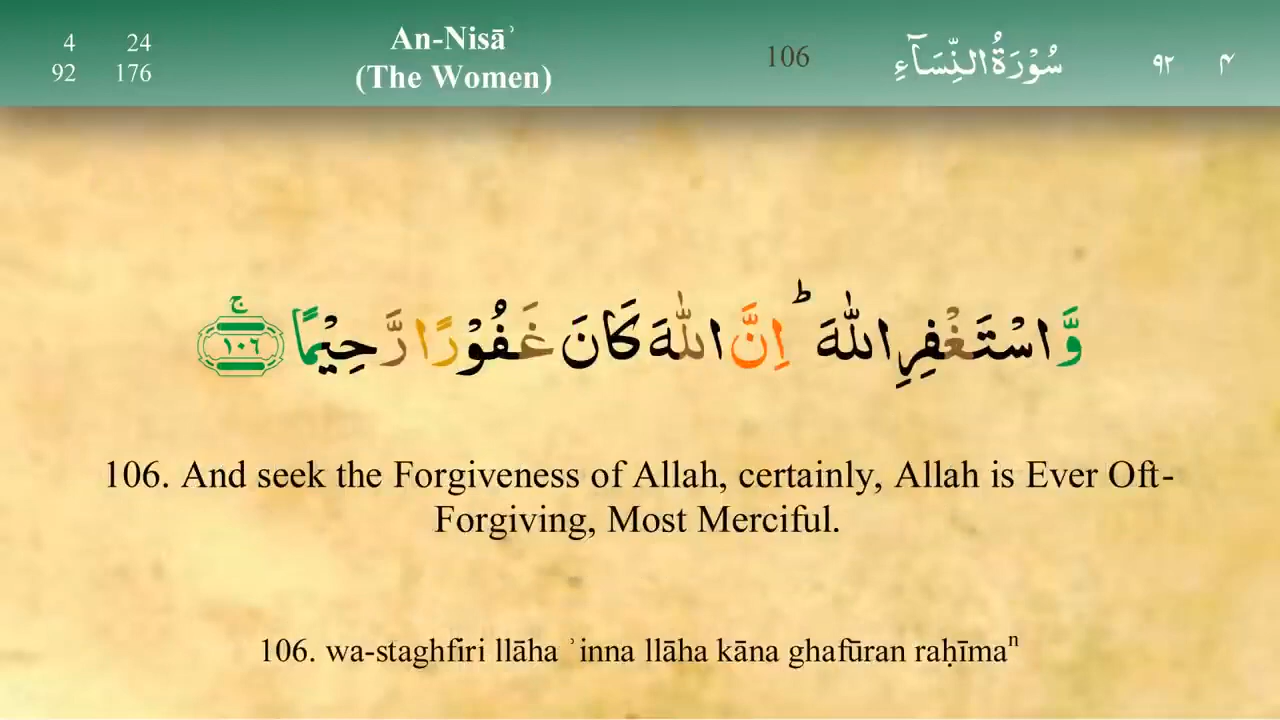 4 24
92 176
An-Nisāʾ
(The Women)
106
سُوْرَةُ النِّسَآءِ
٩٢ ٤
وَّاسْتَغْفِرِ اللّٰهَ ؕ اِنَّ اللّٰهَ كَانَ غَفُوْرًا رَّحِيْمًا ۚ ١٠٦
106. And seek the Forgiveness of Allah, certainly, Allah is Ever Oft-
Forgiving, Most Merciful.
106. wa-staghfiri llāha ʾinna llāha kāna ghafūran raḥīmaⁿ